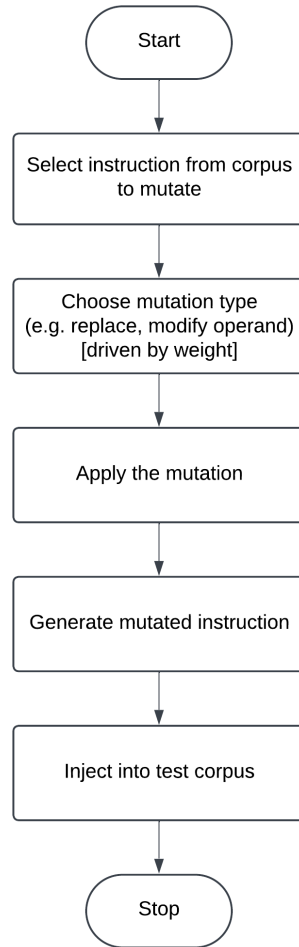 Start
Select instruction from corpus
to mutate
Choose mutation type
(e.g. replace, modify operand)
[driven by weight]
Apply the mutation
Generate mutated instruction
Inject into test corpus
Stop